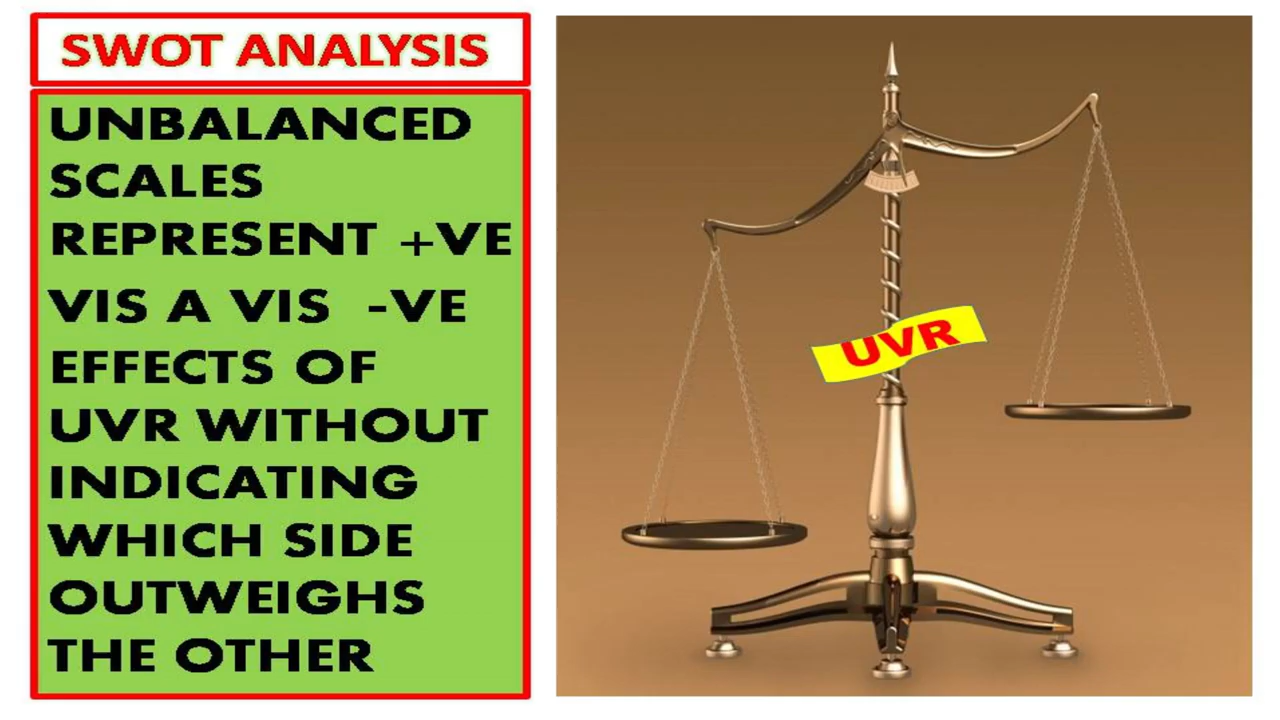 SWOT ANALYSIS
UNBALANCED
SCALES
REPRESENT +VE
VIS A VIS -VE
EFFECTS OF
UVR WITHOUT
INDICATING
WHICH SIDE
OUTWEIGHS
THE OTHER
UVR